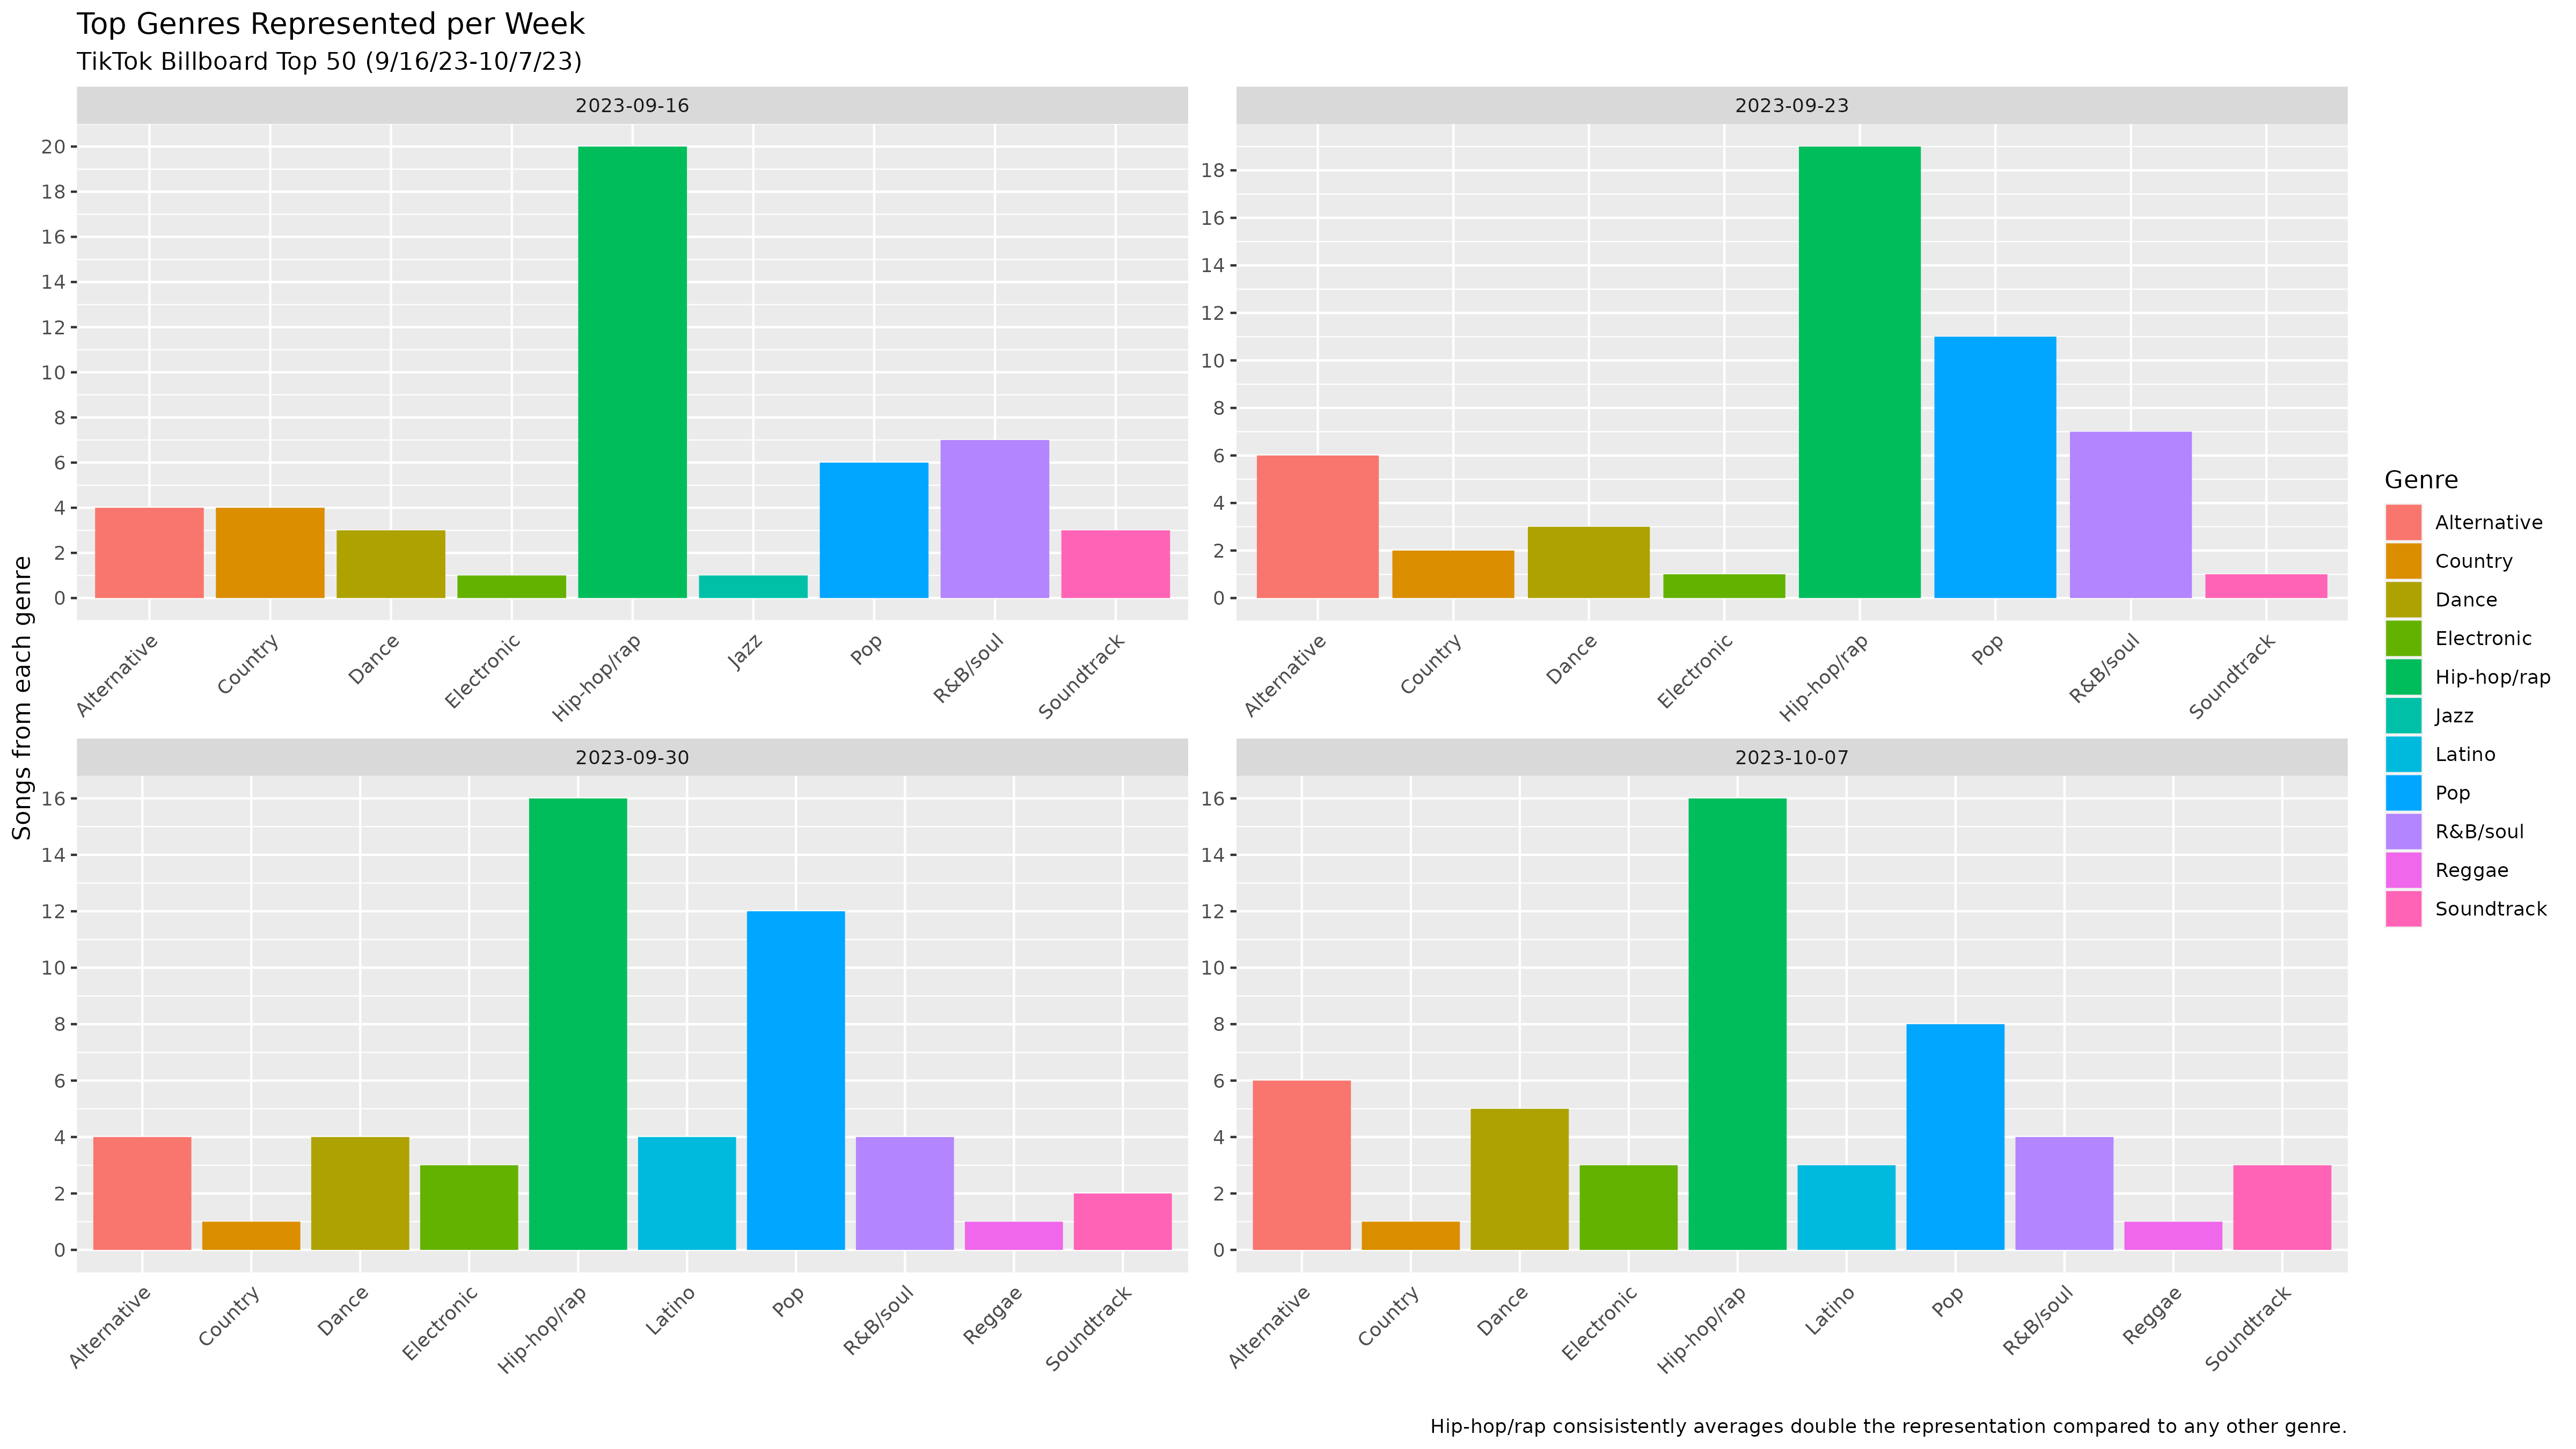 Top Genres Represented per Week
TikTok Billboard Top 50 (9/16/23-10/7/23)
Songs from each genre
2023-09-16
20
18
16
14
12
10
8
6
4
2
0
Alternative
Country
Dance
Electronic
Hip-hop/rap
Jazz
Pop
R&B/soul
Soundtrack
2023-09-23
18
16
14
12
10
8
6
4
2
0
Alternative
Country
Dance
Electronic
Hip-hop/rap
Pop
R&B/soul
Soundtrack
2023-09-30
16
14
12
10
8
6
4
2
0
Alternative
Country
Dance
Electronic
Hip-hop/rap
Latino
Pop
R&B/soul
Reggae
Soundtrack
2023-10-07
16
14
12
10
8
6
4
2
0
Alternative
Country
Dance
Electronic
Hip-hop/rap
Latino
Pop
R&B/soul
Reggae
Soundtrack
Genre
Alternative
Country
Dance
Electronic
Hip-hop/rap
Jazz
Latino
Pop
R&B/soul
Reggae
Soundtrack
Hip-hop/rap consisistently averages double the representation compared to any other genre.